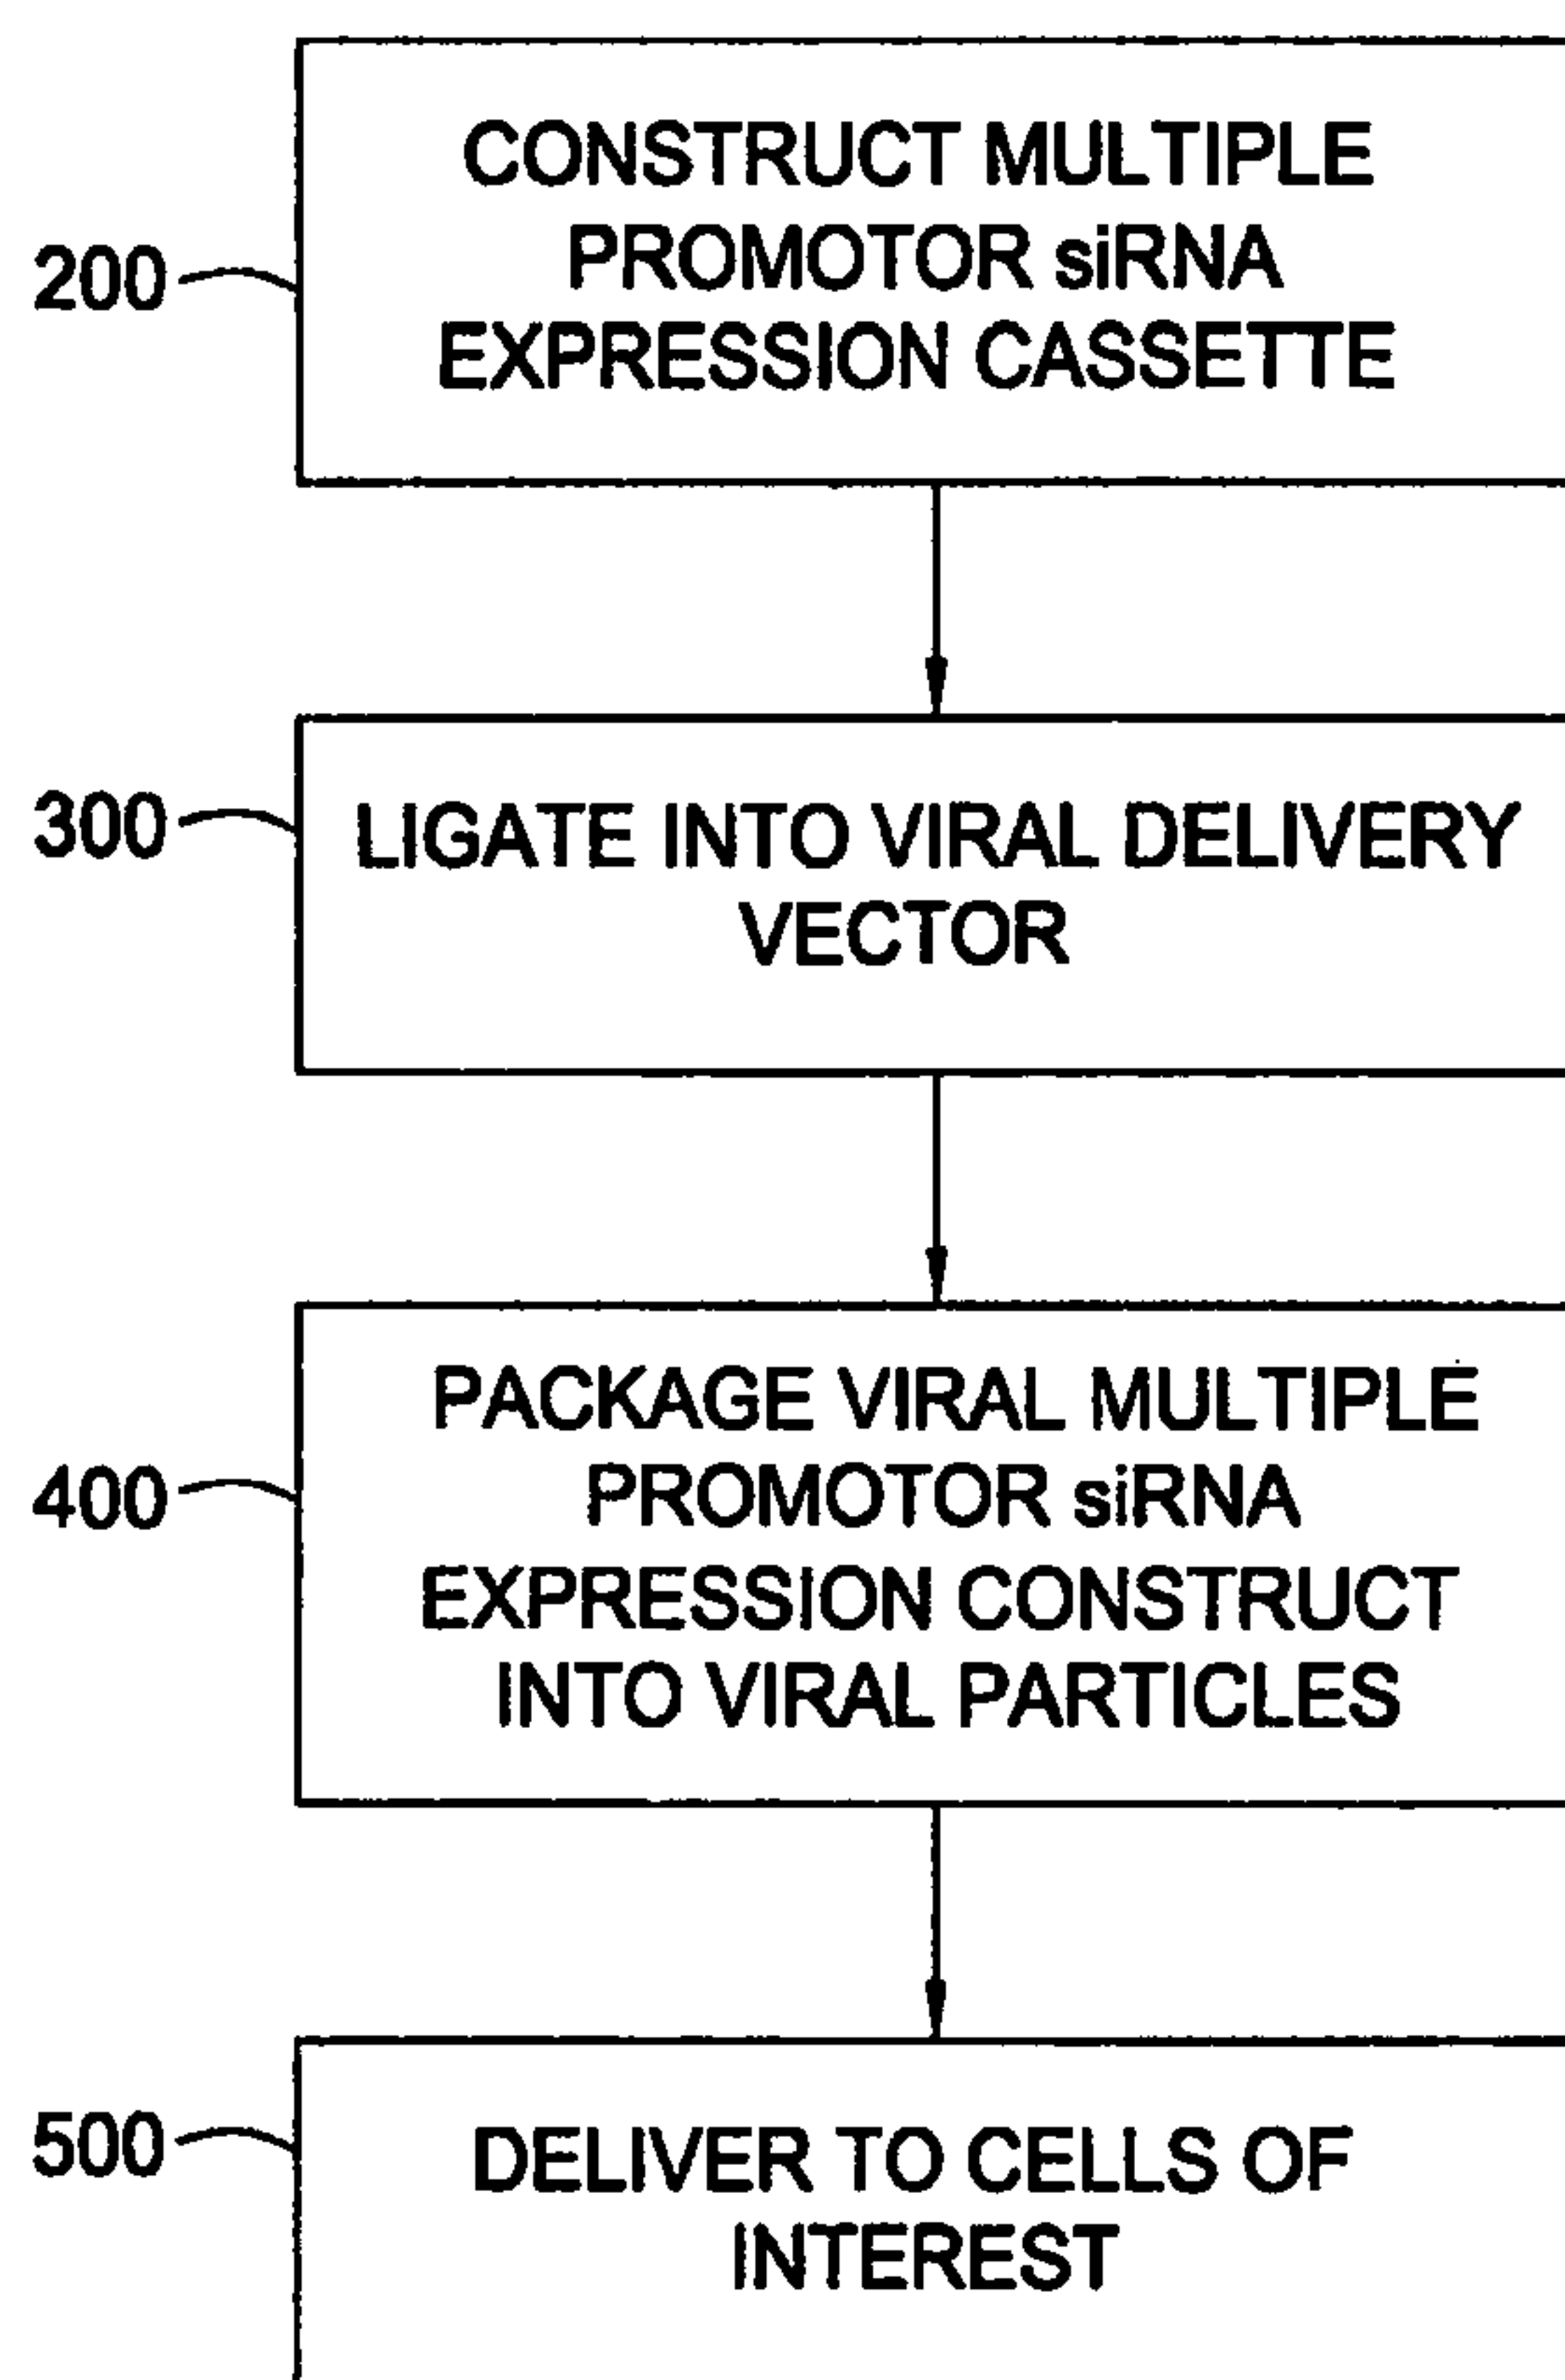 CONSTRUCT MULTIPLE
PROMOTOR siRNA
200
EXPRESSION CASSETTE
300
LIGATE INTO VIRAL DELIVERY
VECTOR
PACKAGE VIRAL MULTIPLE
400
PROMOTOR siRNA
EXPRESSION CONSTRUCT
INTO VIRAL PARTICLES
500
DELIVER TO CELLS OF
INTEREST